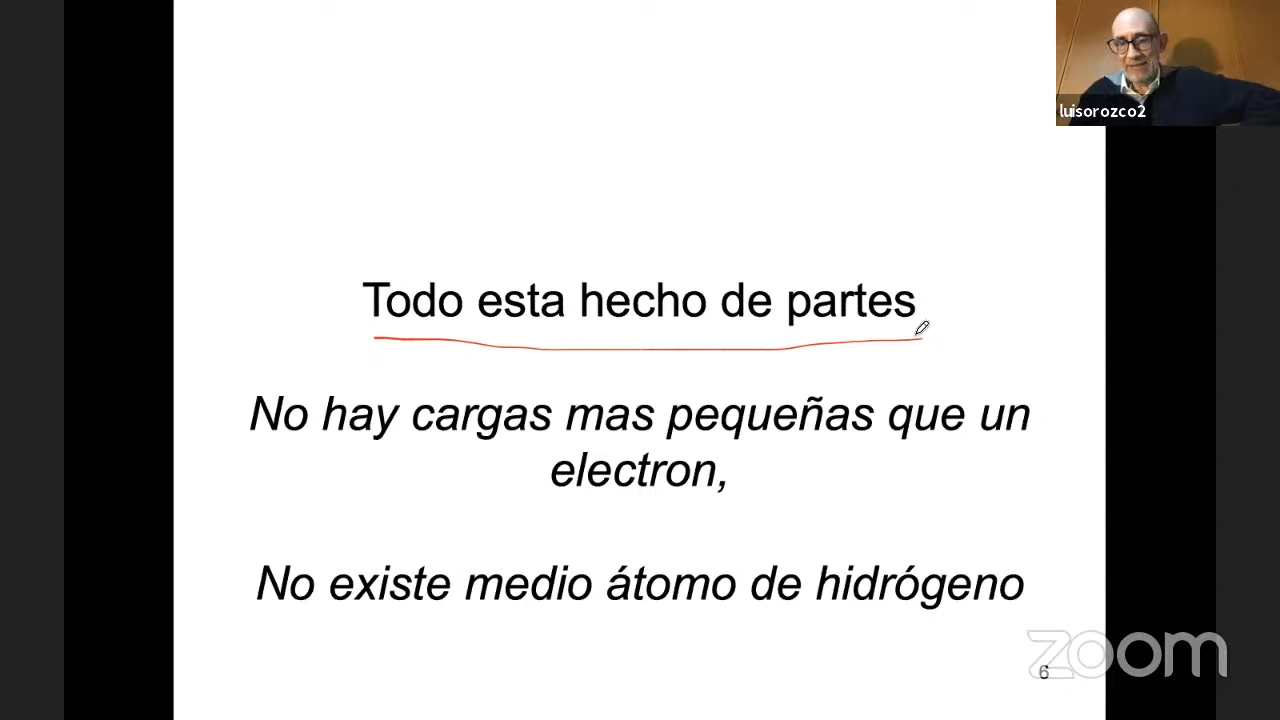 luisorozco2
Todo esta hecho de partes
No hay cargas mas pequeñas que un
electron,
No existe medio átomo de hidrógeno
zoom
6